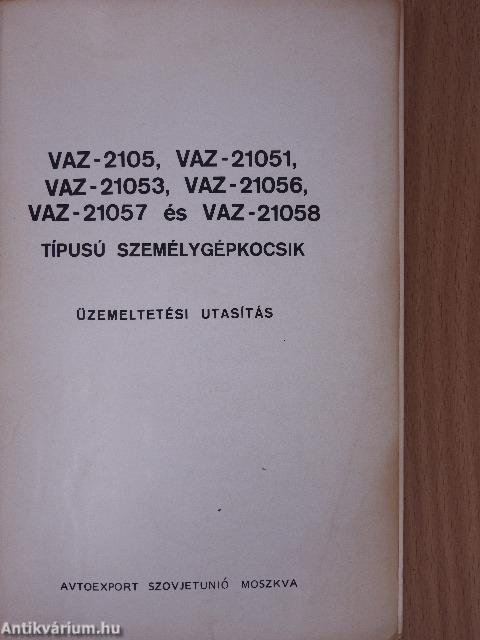 VAZ-2105, VAZ-21051,
VAZ-21053, VAZ-21056,
VAZ-21057 és VAZ-21058
TÍPUSÚ SZEMÉLYGÉPKOCSIK
ÜZEMELTETÉSI UTASÍTÁS
AVTOEXPORT SZOVJETUNIÓ MOSZKVA
Antikvárium.hu